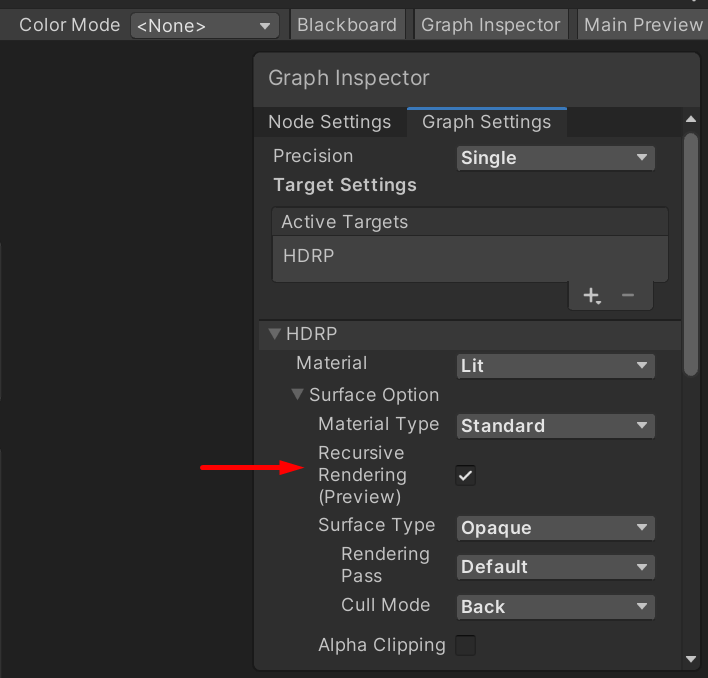 Color Mode <None> Blackboard Graph Inspector Main Preview
Graph Inspector
Node Settings Graph Settings
Precision Single
Target Settings
Active Targets
HDRP
HDRP
Material Lit
Surface Option
Material Type Standard
Recursive
Rendering
(Preview)
Surface Type Opaque
Rendering
Pass Default
Cull Mode Back
Alpha Clipping